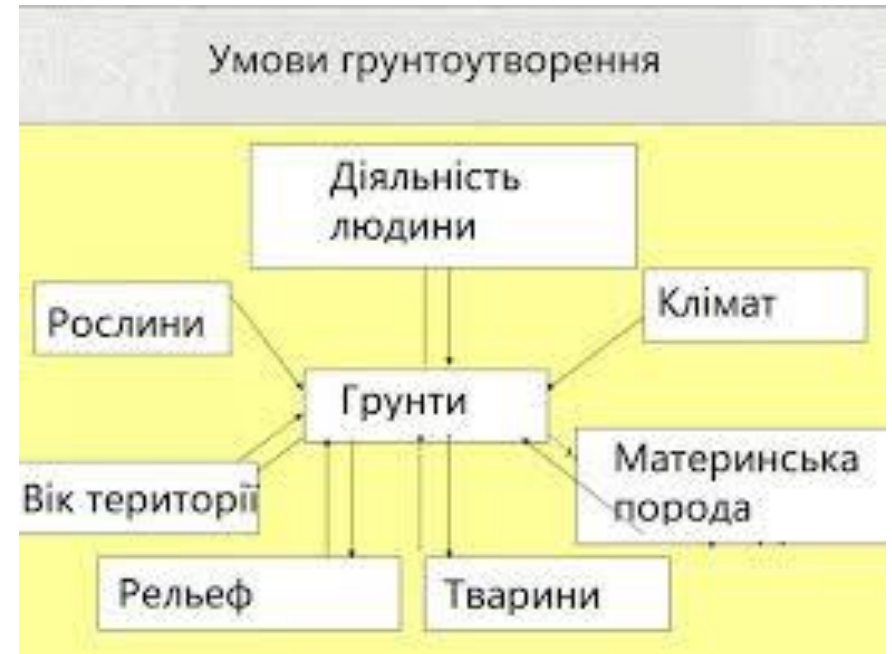 Умови грунтоутворення
Діяльність
людини
Рослини
Клімат
Грунти
Материнська
порода
Вік території
Рельеф
Тварини